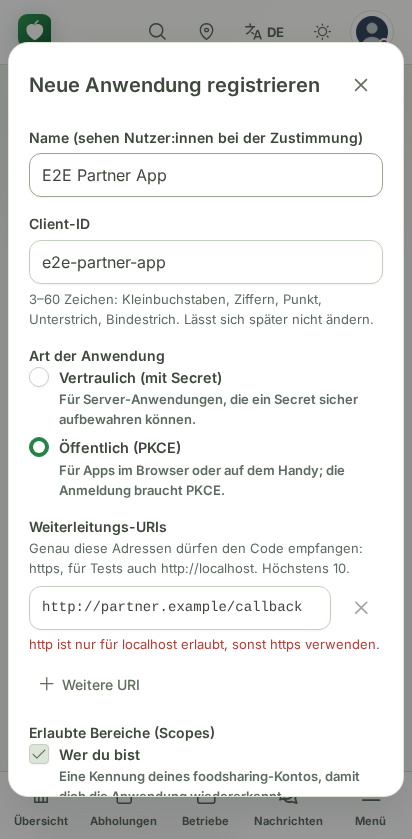 DE
Neue Anwendung registrieren
Name (sehen Nutzer:innen bei der Zustimmung)
E2E Partner App
Client-ID
e2e-partner-app
3–60 Zeichen: Kleinbuchstaben, Ziffern, Punkt,
Unterstrich, Bindestrich. Lässt sich später nicht ändern.
Art der Anwendung
Vertraulich (mit Secret)
Für Server-Anwendungen, die ein Secret sicher
aufbewahren können.
Öffentlich (PKCE)
Für Apps im Browser oder auf dem Handy; die
Anmeldung braucht PKCE.
Weiterleitungs-URIs
Genau diese Adressen dürfen den Code empfangen:
https, für Tests auch http://localhost. Höchstens 10.
http://partner.example/callback
http ist nur für localhost erlaubt, sonst https verwenden.
Weitere URI
Erlaubte Bereiche (Scopes)
Wer du bist
Eine Kennung deines foodsharing-Kontos, damit
dich die Anwendung wiedererkennt.
Übersicht
Abholungen
Betriebe
Nachrichten
Menü